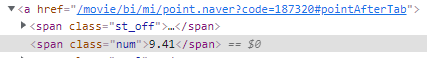 ▼<a href="/movie/bi/mi/point.naver?code=187320#pointAfterTab">
▶<span class="st_off">…</span>
<span class="num">9.41</span> == $0